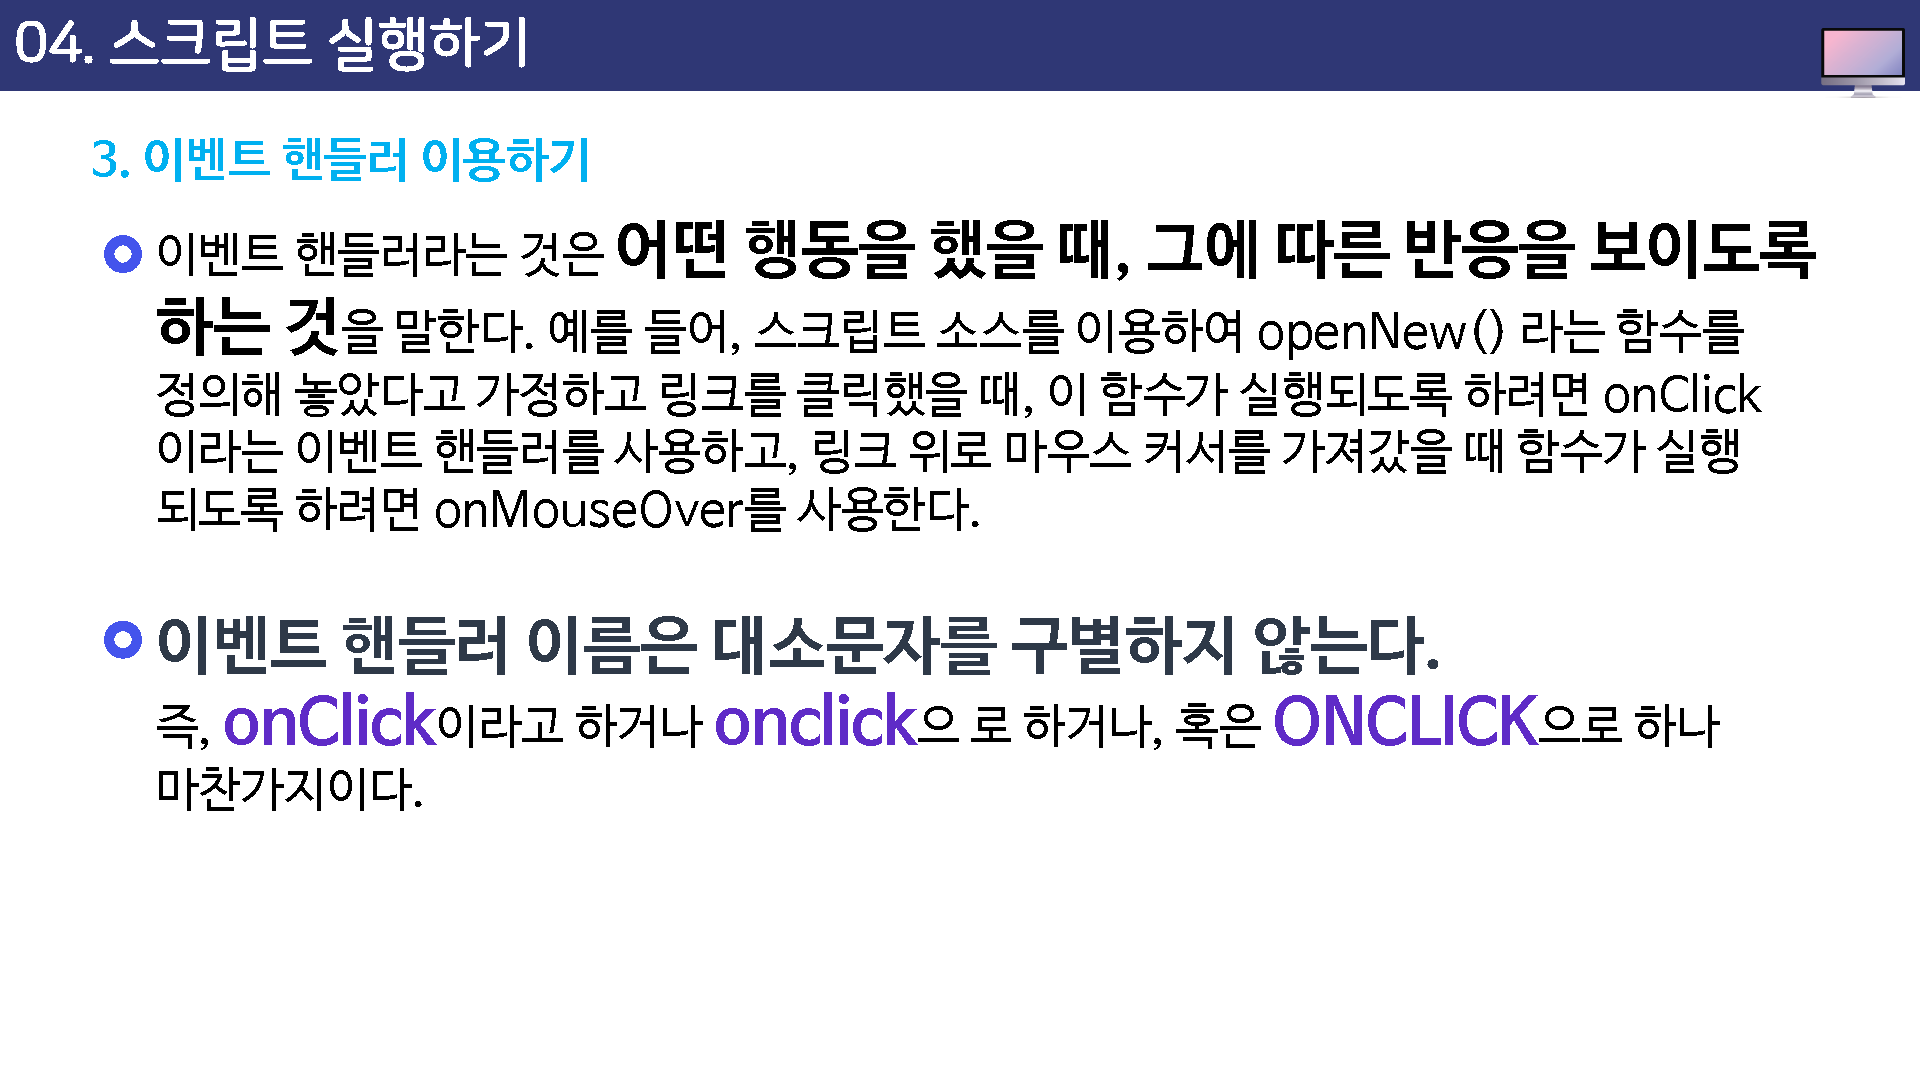 04. 스크립트 실행하기
3. 이벤트 핸들러 이용하기
이벤트 핸들러라는 것은 어떤 행동을 했을 때, 그에 따른 반응을 보이도록
하는 것을 말한다. 예를 들어, 스크립트 소스를 이용하여 openNew() 라는 함수를
정의해 놓았다고 가정하고 링크를 클릭했을 때, 이 함수가 실행되도록 하려면 onClick
이라는 이벤트 핸들러를 사용하고, 링크 위로 마우스 커서를 가져갔을 때 함수가 실행
되도록 하려면 onMouseOver를 사용한다.
이벤트 핸들러 이름은 대소문자를 구별하지 않는다.
즉, onClick이라고 하거나 onclick으 로 하거나, 혹은 ONCLICK으로 하나
마찬가지이다.